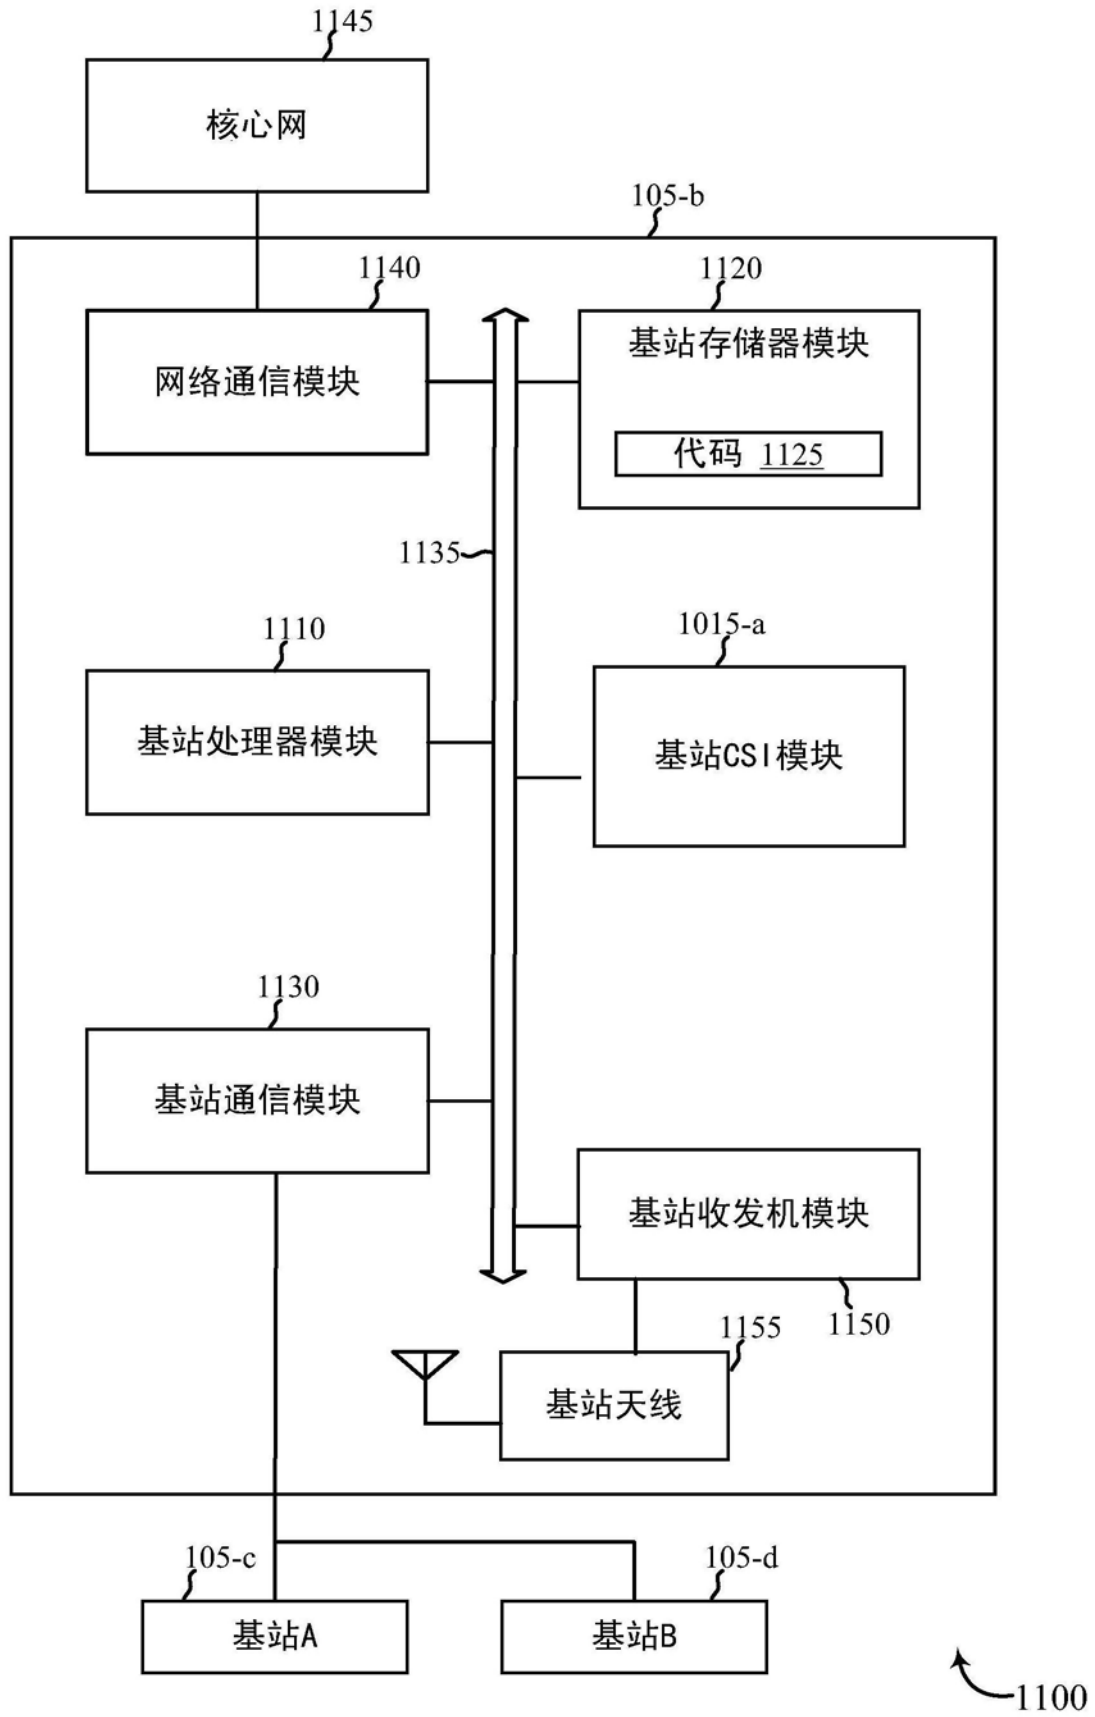 1145
核心网
105-b
1140
1120
网络通信模块
基站存储器模块
代码 1125
1135
1110
1015-a
基站处理器模块
基站CSI模块
1130
基站通信模块
基站收发机模块
1150
1155
基站天线
105-c
105-d
基站A
基站B
1100